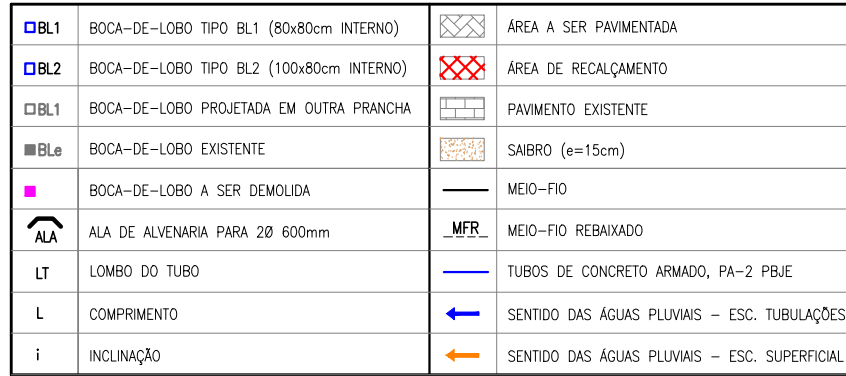 BL1 BOCA-DE-LOBO TIPO BL1 (80x80cm INTERNO)
BL2 BOCA-DE-LOBO TIPO BL2 (100x80cm INTERNO)
BL1 BOCA-DE-LOBO PROJETADA EM OUTRA PRANCHA
BLe BOCA-DE-LOBO EXISTENTE
BOCA-DE-LOBO A SER DEMOLIDA
ALA ALA DE ALVENARIA PARA 2Ø 600mm
LT LOMBO DO TUBO
L COMPRIMENTO
i INCLINAÇÃO
ÁREA A SER PAVIMENTADA
ÁREA DE RECALÇAMENTO
PAVIMENTO EXISTENTE
SAIBRO (e=15cm)
MEIO-FIO
MFR MEIO-FIO REBAIXADO
TUBOS DE CONCRETO ARMADO, PA-2 PBJE
SENTIDO DAS ÁGUAS PLUVIAIS - ESC. TUBULAÇÕES
SENTIDO DAS ÁGUAS PLUVIAIS - ESC. SUPERFICIAL